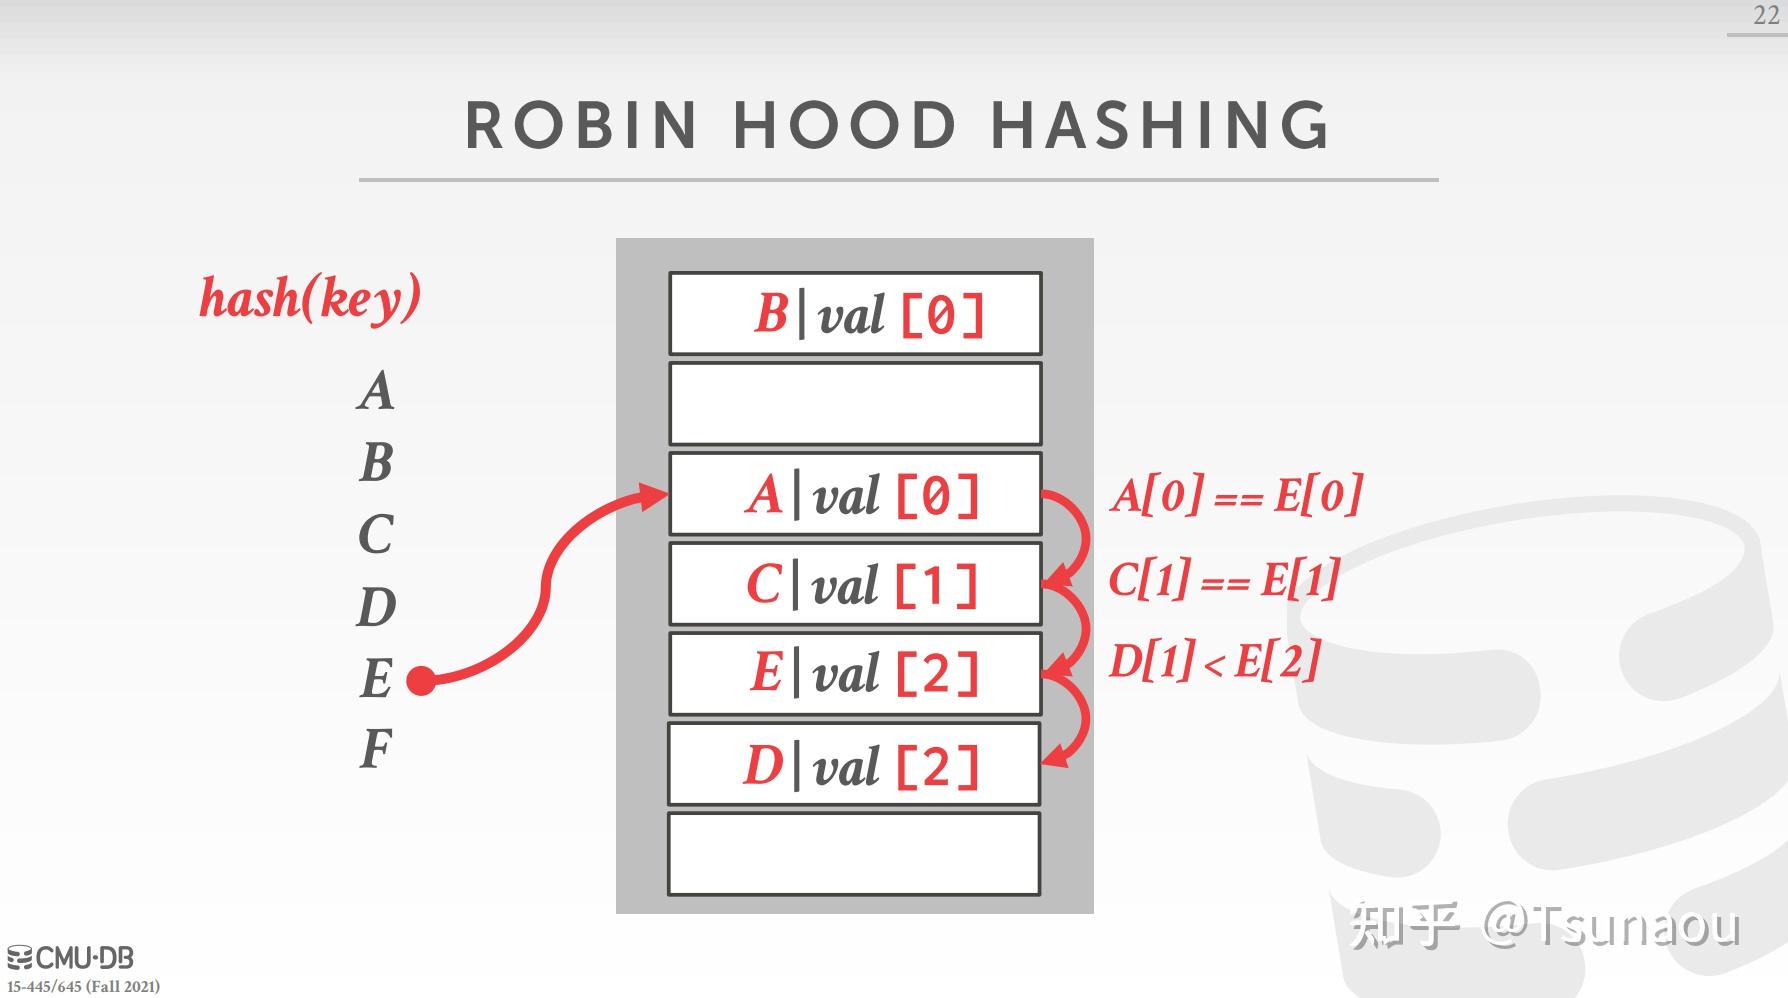 22
ROBIN HOOD HASHING
hash(key)
A
B
C
D
E
F
B|val [0]
A|val [0]
C|val [1]
E|val [2]
D|val [2]
A[0] == E[0]
C[1] == E[1]
D[1] < E[2]
CMU·DB
15-445/645 (Fall 2021)
知乎 @Tsunaou